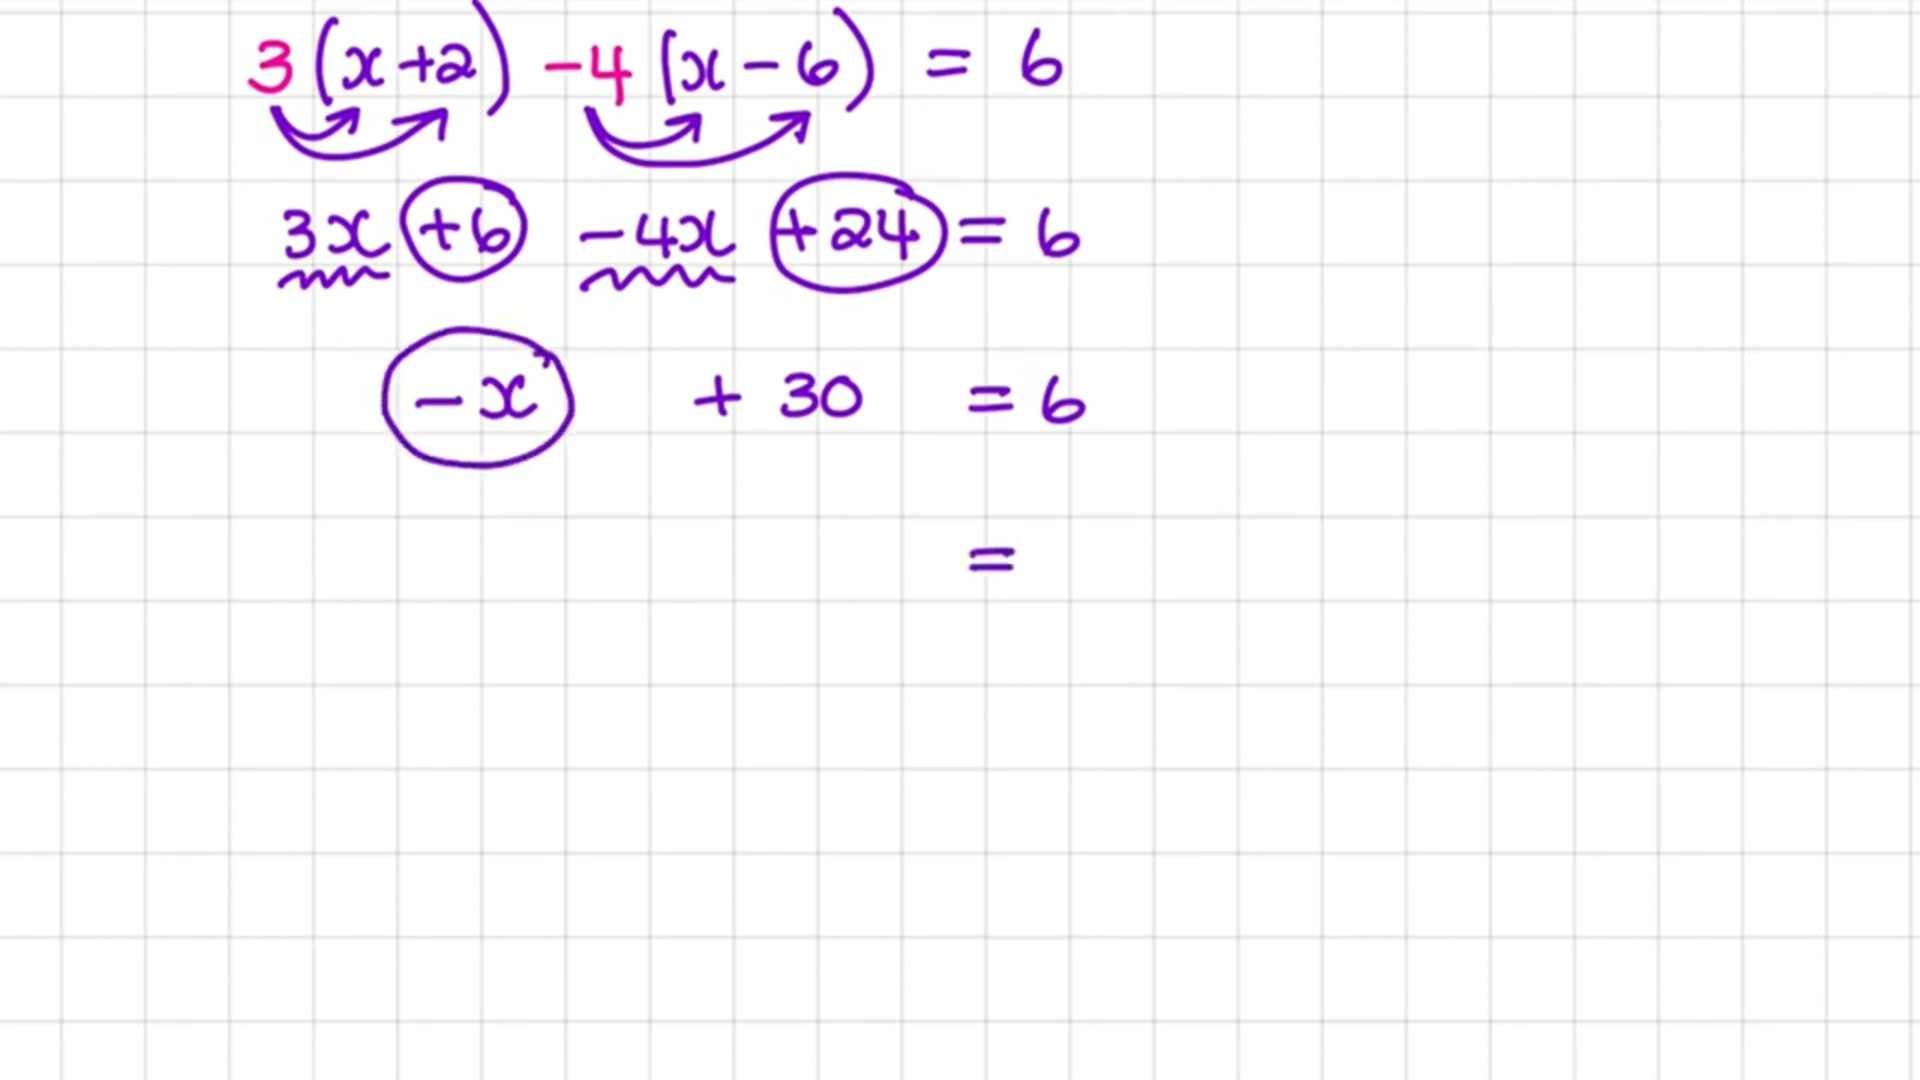 3(x+2) -4(x-6) = 6
3x +6 -4x +24 = 6
-x + 30 = 6
=